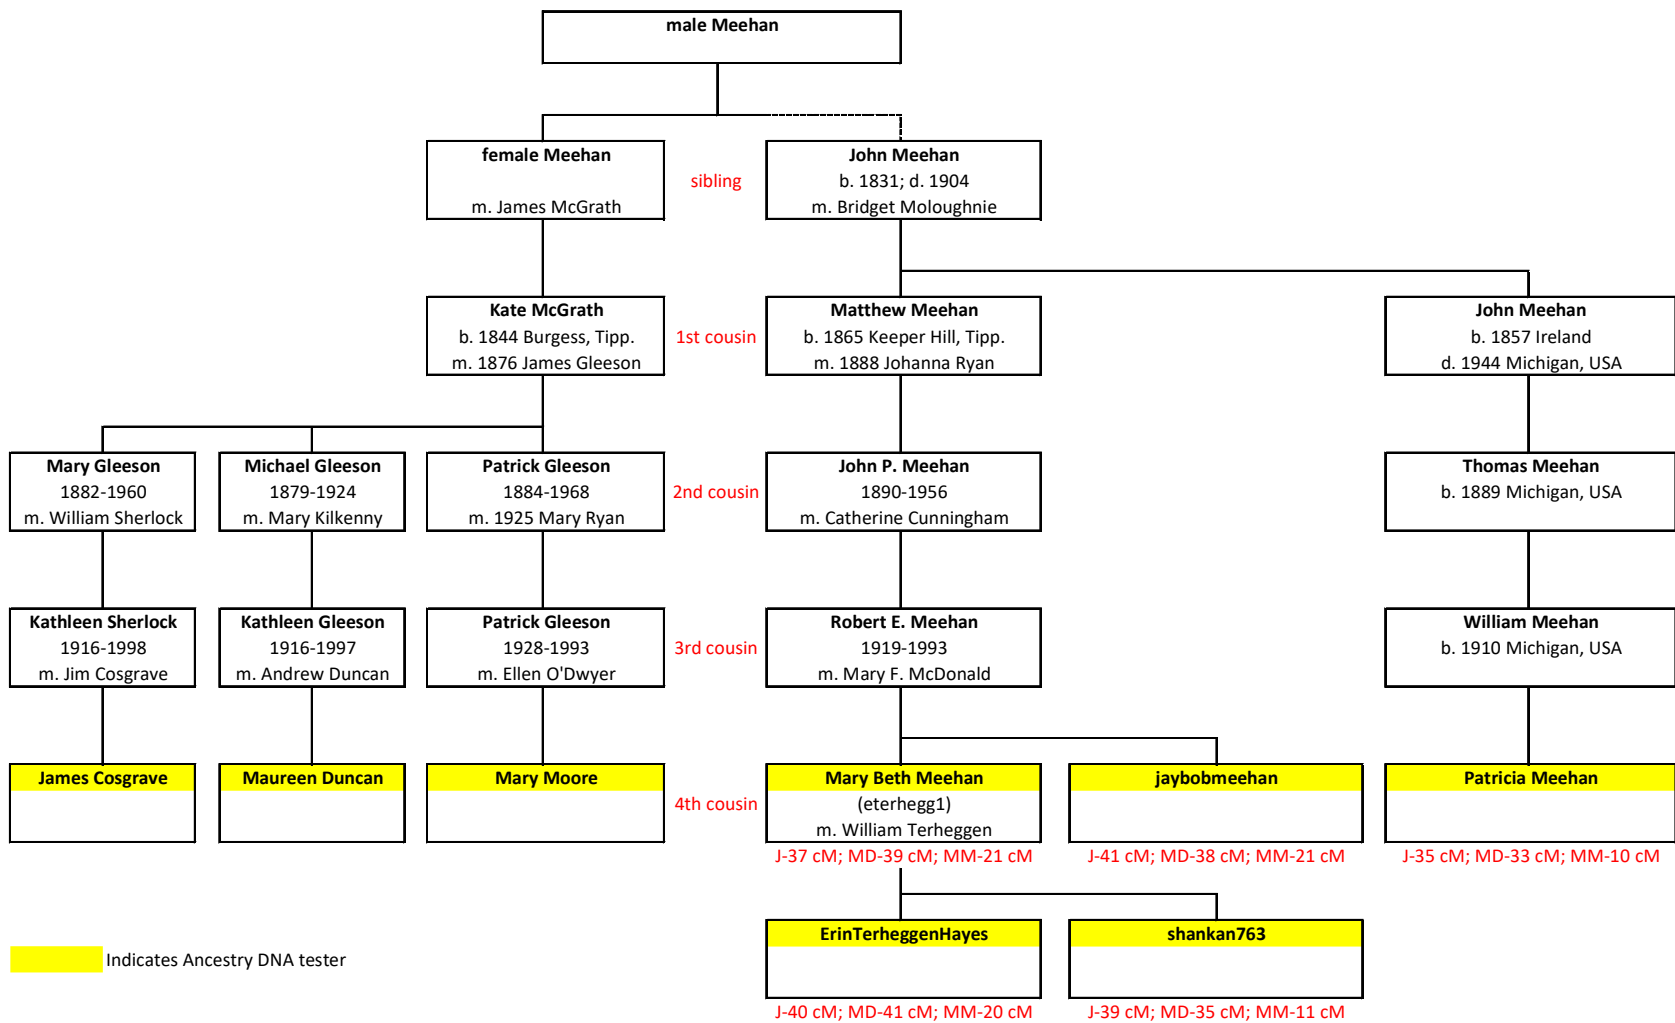 male Meehan
female Meehan
m. James McGrath
sibling
John Meehan
b. 1831; d. 1904
m. Bridget Moloughnie
Kate McGrath
b. 1844 Burgess, Tipp.
m. 1876 James Gleeson
1st cousin
Matthew Meehan
b. 1865 Keeper Hill, Tipp.
m. 1888 Johanna Ryan
John Meehan
b. 1857 Ireland
d. 1944 Michigan, USA
Mary Gleeson
1882-1960
m. William Sherlock
Michael Gleeson
1879-1924
m. Mary Kilkenny
Patrick Gleeson
1884-1968
m. 1925 Mary Ryan
2nd cousin
John P. Meehan
1890-1956
m. Catherine Cunningham
Thomas Meehan
b. 1889 Michigan, USA
Kathleen Sherlock
1916-1998
m. Jim Cosgrave
Kathleen Gleeson
1916-1997
m. Andrew Duncan
Patrick Gleeson
1928-1993
m. Ellen O'Dwyer
3rd cousin
Robert E. Meehan
1919-1993
m. Mary F. McDonald
William Meehan
b. 1910 Michigan, USA
James Cosgrave
Maureen Duncan
Mary Moore
4th cousin
Mary Beth Meehan
(eterhegg1)
m. William Terheggen
J-37 cM; MD-39 cM; MM-21 cM
jaybobmeehan
J-41 cM; MD-38 cM; MM-21 cM
Patricia Meehan
J-35 cM; MD-33 cM; MM-10 cM
ErinTerheggenHayes
J-40 cM; MD-41 cM; MM-20 cM
shankan763
J-39 cM; MD-35 cM; MM-11 cM
Indicates Ancestry DNA tester